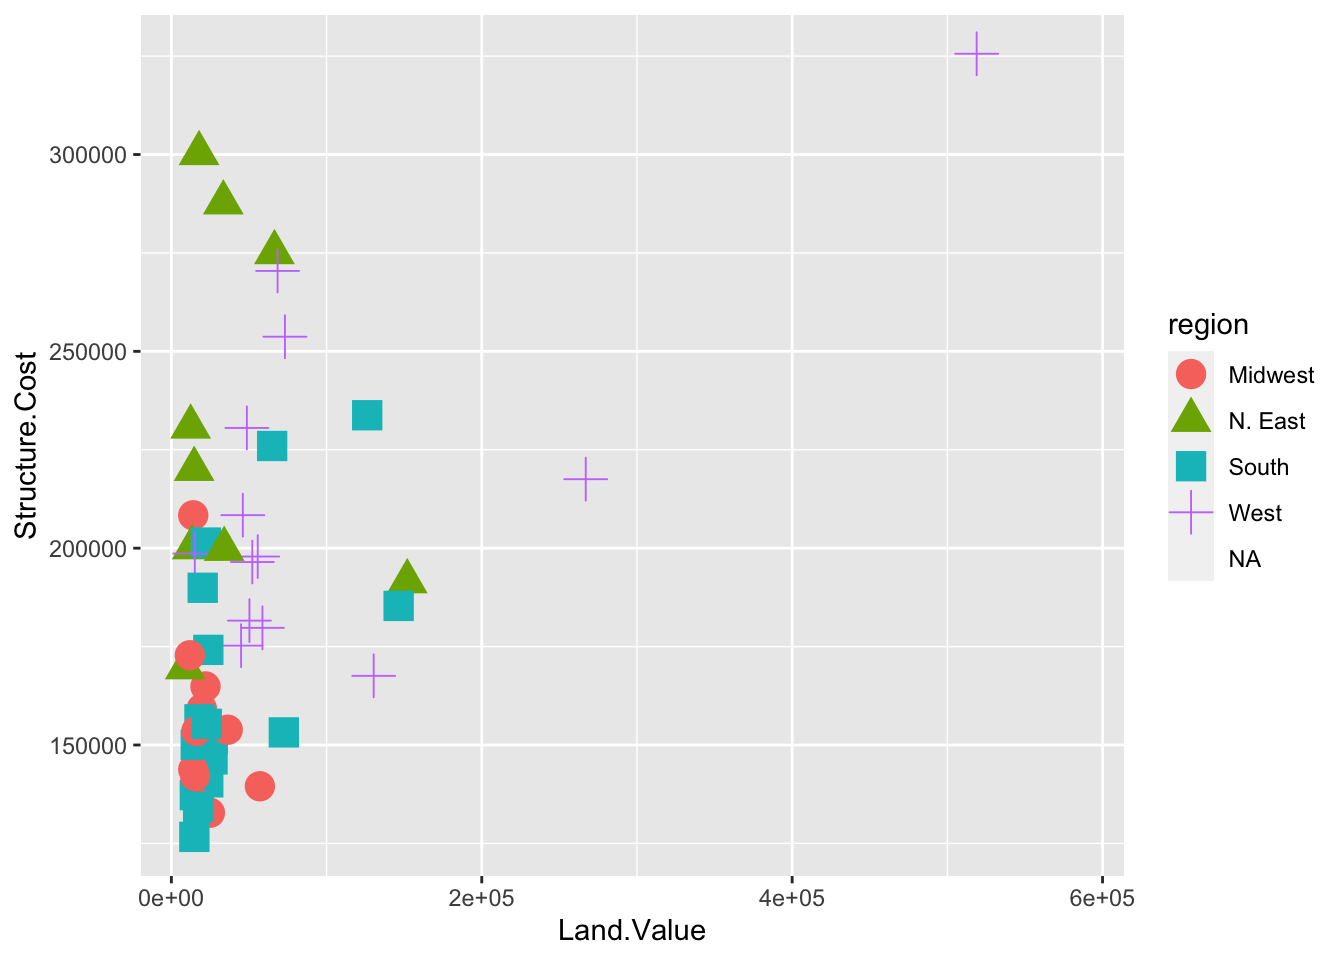 300000
250000
200000
150000
Structure.Cost
0e+00
2e+05
4e+05
6e+05
Land.Value
region
Midwest
N. East
South
West
NA